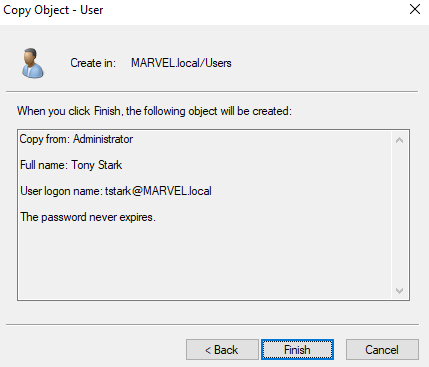 Copy Object - User
Create in: MARVEL.local/Users
When you click Finish, the following object will be created:
Copy from: Administrator
Full name: Tony Stark
User logon name: tstark@MARVEL.local
The password never expires.
< Back Finish Cancel